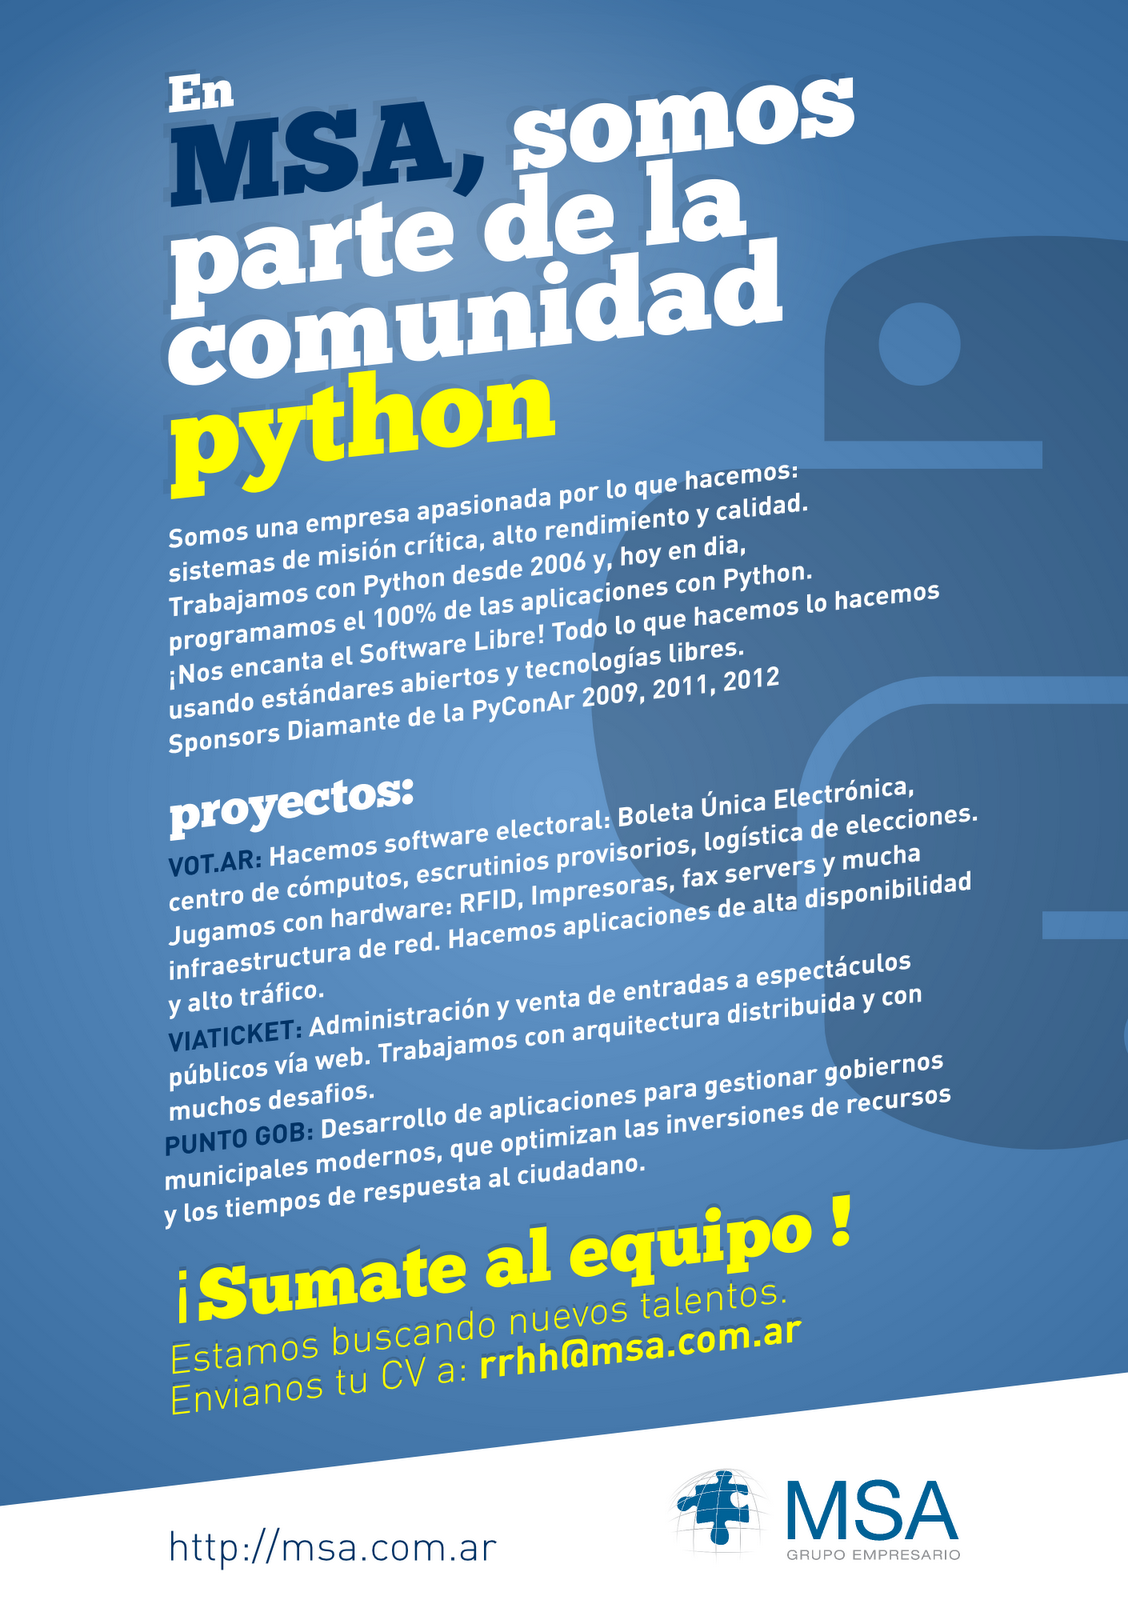 En
MSA, somos
parte de la
comunidad
python
Somos una empresa apasionada por lo que hacemos:
sistemas de misión crítica, alto rendimiento y calidad.
Trabajamos con Python desde 2006 y, hoy en dia,
programamos el 100% de las aplicaciones con Python.
¡Nos encanta el Software Libre! Todo lo que hacemos lo hacemos
usando estándares abiertos y tecnologías libres.
Sponsors Diamante de la PyConAr 2009, 2011, 2012
proyectos:
VOT.AR: Hacemos software electoral: Boleta Única Electrónica,
centro de cómputos, escrutinios provisorios, logística de elecciones.
Jugamos con hardware: RFID, Impresoras, fax servers y mucha
infraestructura de red. Hacemos aplicaciones de alta disponibilidad
y alto tráfico.
VIATICKET: Administración y venta de entradas a espectáculos
públicos vía web. Trabajamos con arquitectura distribuida y con
muchos desafios.
PUNTO GOB: Desarrollo de aplicaciones para gestionar gobiernos
municipales modernos, que optimizan las inversiones de recursos
y los tiempos de respuesta al ciudadano.
¡Sumate al equipo !
Estamos buscando nuevos talentos.
Envianos tu CV a: rrhh@msa.com.ar
http://msa.com.ar
MSA
GRUPO EMPRESARIO